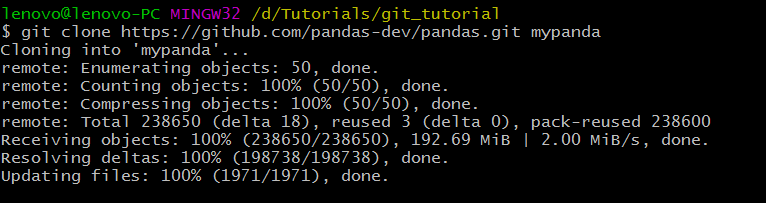 lenovo@lenovo-PC MINGW32 /d/Tutorials/git_tutorial
$ git clone https://github.com/pandas-dev/pandas.git mypanda
Cloning into 'mypanda'...
remote: Enumerating objects: 50, done.
remote: Counting objects: 100% (50/50), done.
remote: Compressing objects: 100% (50/50), done.
remote: Total 238650 (delta 18), reused 3 (delta 0), pack-reused 238600
Receiving objects: 100% (238650/238650), 192.69 MiB | 2.00 MiB/s, done.
Resolving deltas: 100% (198738/198738), done.
Updating files: 100% (1971/1971), done.